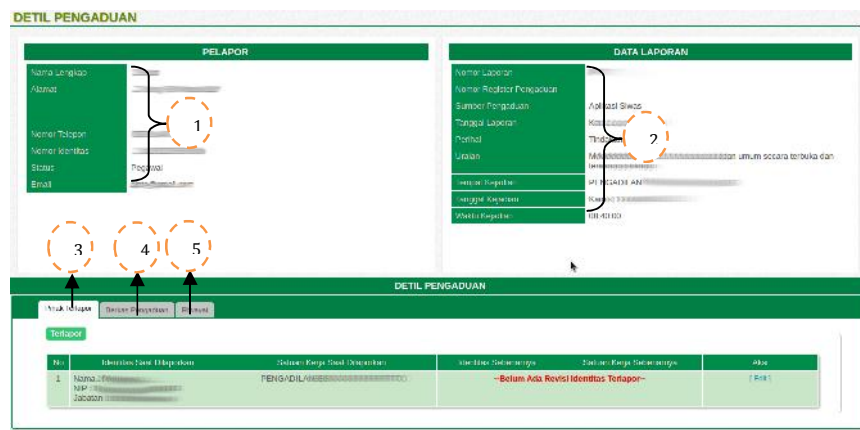 DETIL PENGADUAN
PELAPOR
Nama Lengkap
Alamat
Nomor Telepon
Nomor Identitas
Status Pegawai
Email
1
DATA LAPORAN
Nomor Laporan
Nomor Register Pengaduan
Sumber Pengaduan Aplikasi Siwas
Tanggal Laporan
Perihal
Uraian umum secara terbuka dan
Tempat Kejadian PENGADILAN
Tanggal Kejadian
Waktu Kejadian 08:40:00
2
3 4 5
DETIL PENGADUAN
Pihak Terlapor Berkas Pengaduan Riwayat
Terlapor
No Identitas Saat Dilaporkan Satuan Kerja Saat Dilaporkan Identitas Sebenarnya Satuan Kerja Sebenarnya Aksi
1 Nama PENGADILAN --Belum Ada Revisi Identitas Terlapor-- [ Edit ]
NIP
Jabatan